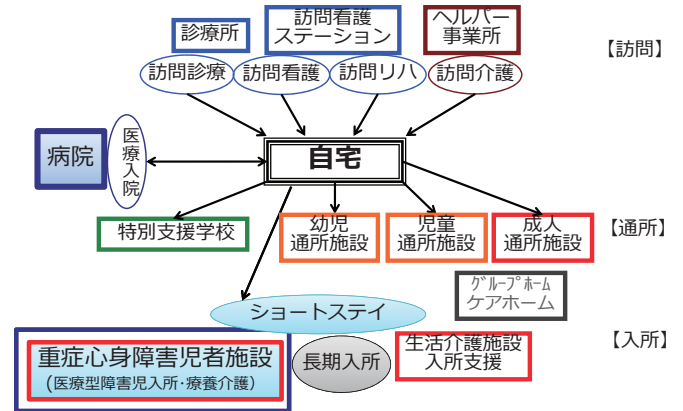 診療所
訪問看護
ステーション
ヘルパー
事業所
【訪問】
訪問診療
訪問看護
訪問リハ
訪問介護
病院
医療入院
自宅
特別支援学校
幼児
通所施設
児童
通所施設
成人
通所施設
【通所】
グループホーム
ケアホーム
ショートステイ
【入所】
重症心身障害児者施設
(医療型障害児入所・療養介護)
長期入所
生活介護施設
入所支援